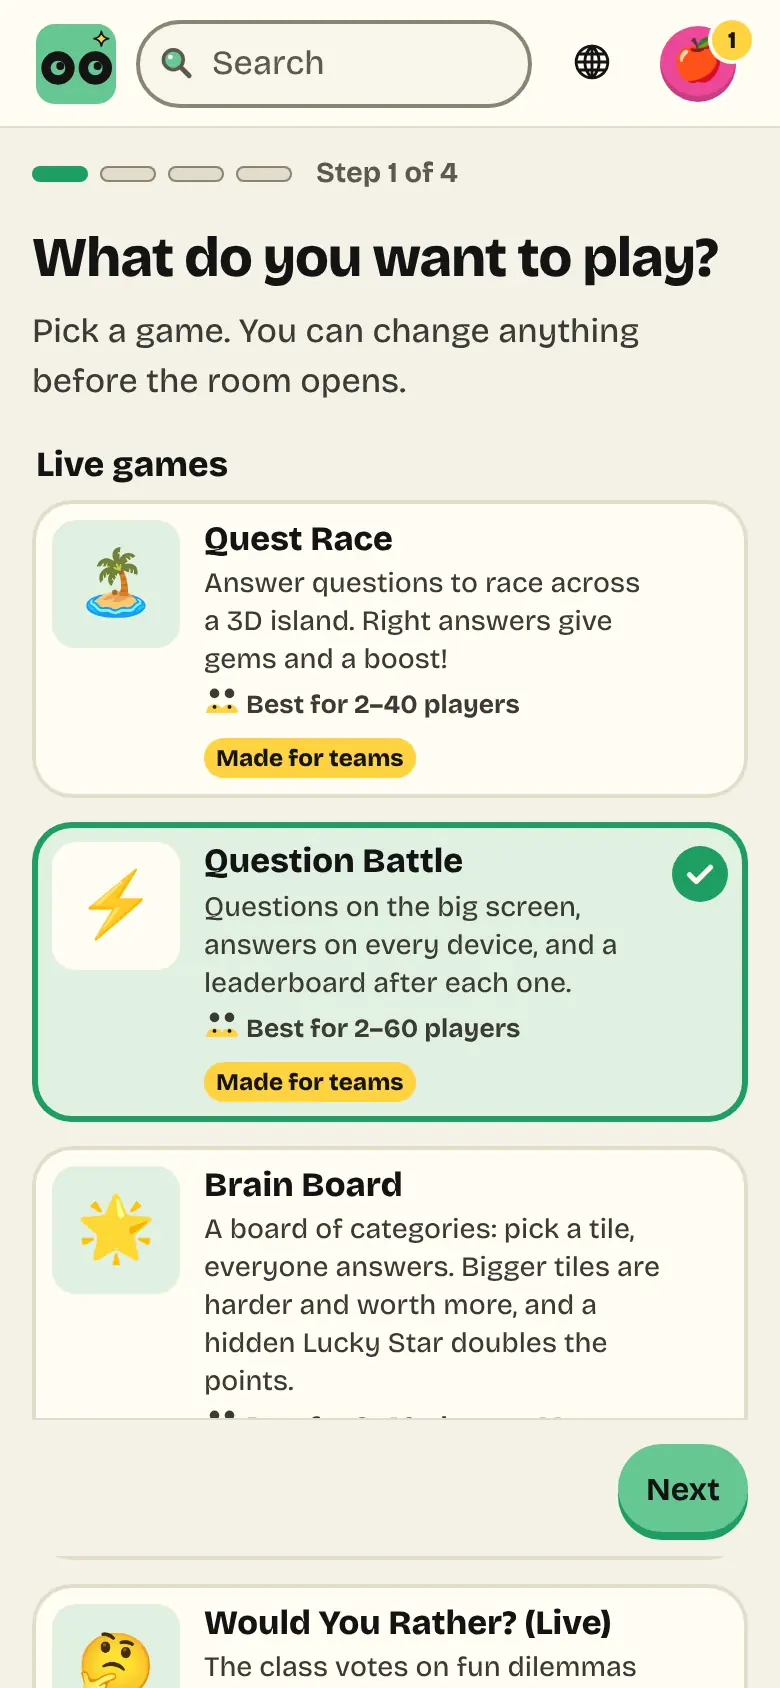 Search
1
Step 1 of 4
What do you want to play?
Pick a game. You can change anything
before the room opens.
Live games
Quest Race
Answer questions to race across
a 3D island. Right answers give
gems and a boost!
Best for 2–40 players
Made for teams
Question Battle
Questions on the big screen,
answers on every device, and a
leaderboard after each one.
Best for 2–60 players
Made for teams
Brain Board
A board of categories: pick a tile,
everyone answers. Bigger tiles are
harder and worth more, and a
hidden Lucky Star doubles the
points.
Next
Would You Rather? (Live)
The class votes on fun dilemmas